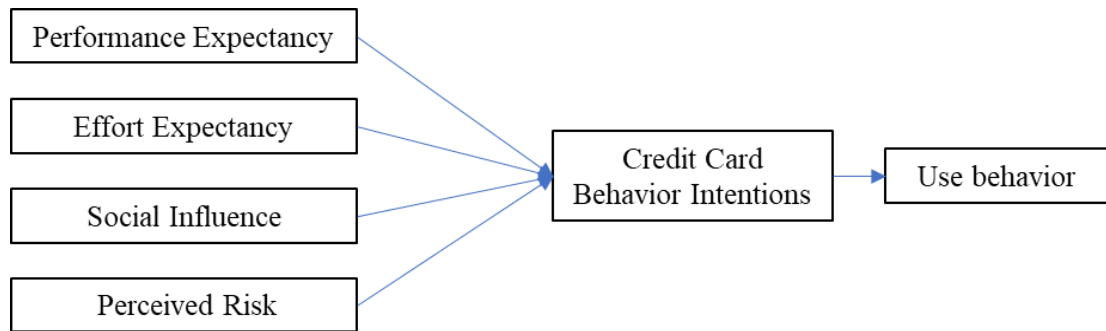 Performance Expectancy
Effort Expectancy
Social Influence
Perceived Risk
Credit Card
Behavior Intentions
Use behavior